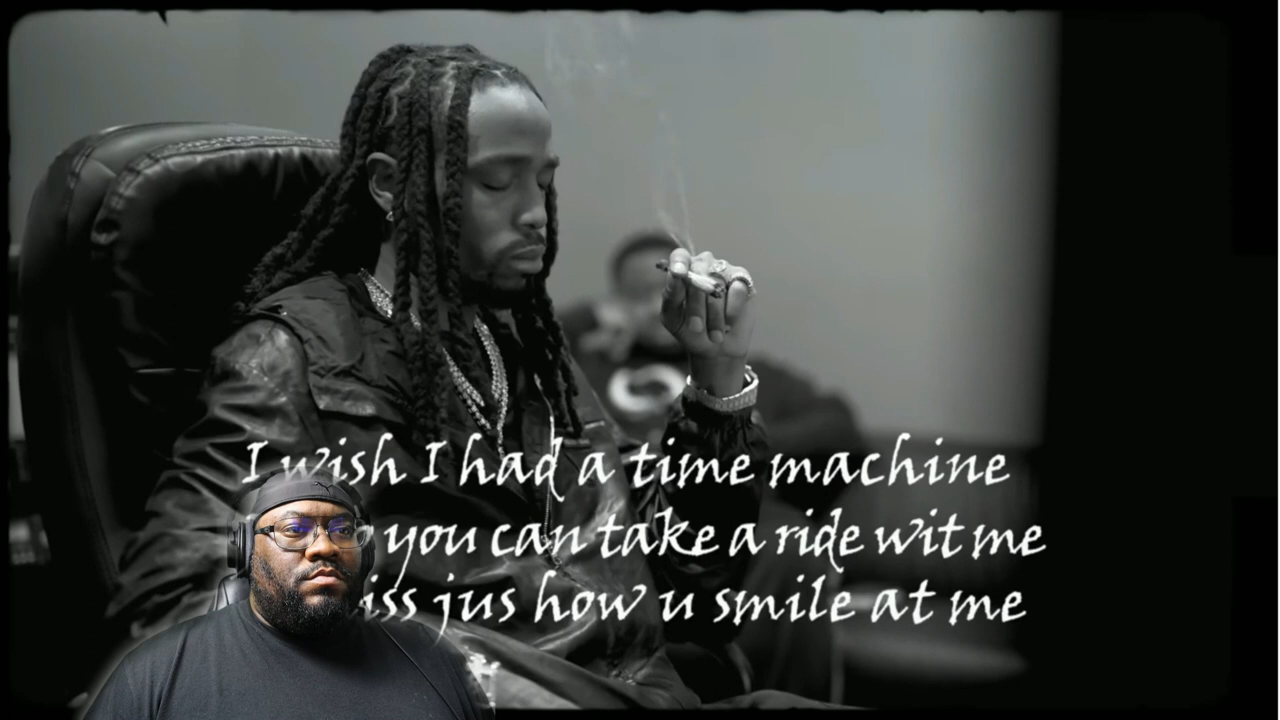 I wish I had a time machine
you can take a ride wit me
jus how u smile at me